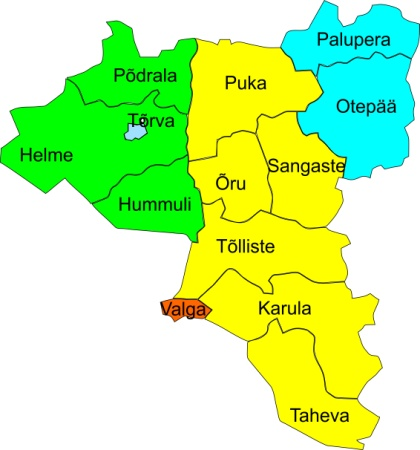 Palupera
Põdrala
Puka
Otepää
Tõrva
Helme
Sangaste
Õru
Hummuli
Tõlliste
Valga
Karula
Taheva